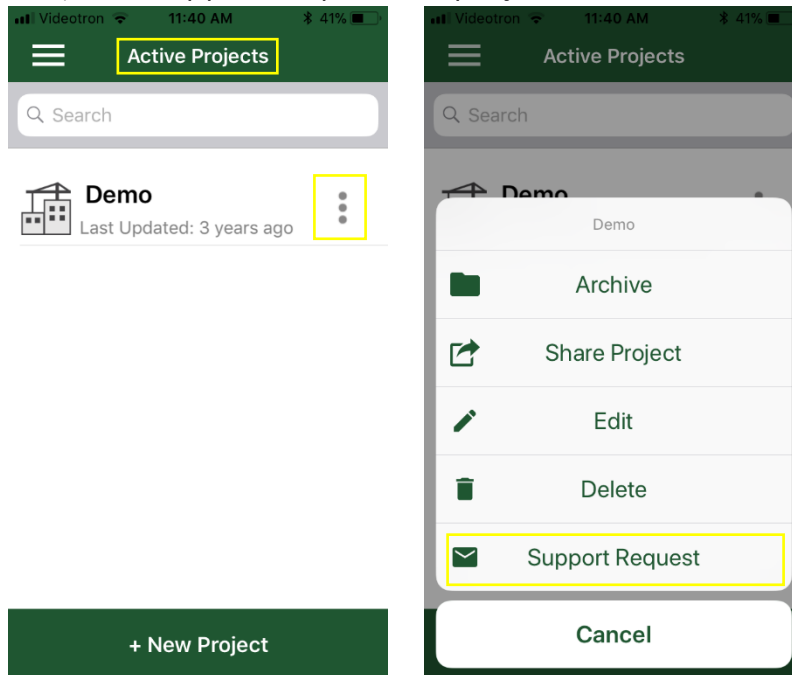 Videotron 11:40 AM 41%
Active Projects
Search
Demo
Last Updated: 3 years ago
+ New Project
Videotron 11:40 AM 41%
Active Projects
Search
Demo
Demo
Archive
Share Project
Edit
Delete
Support Request
Cancel